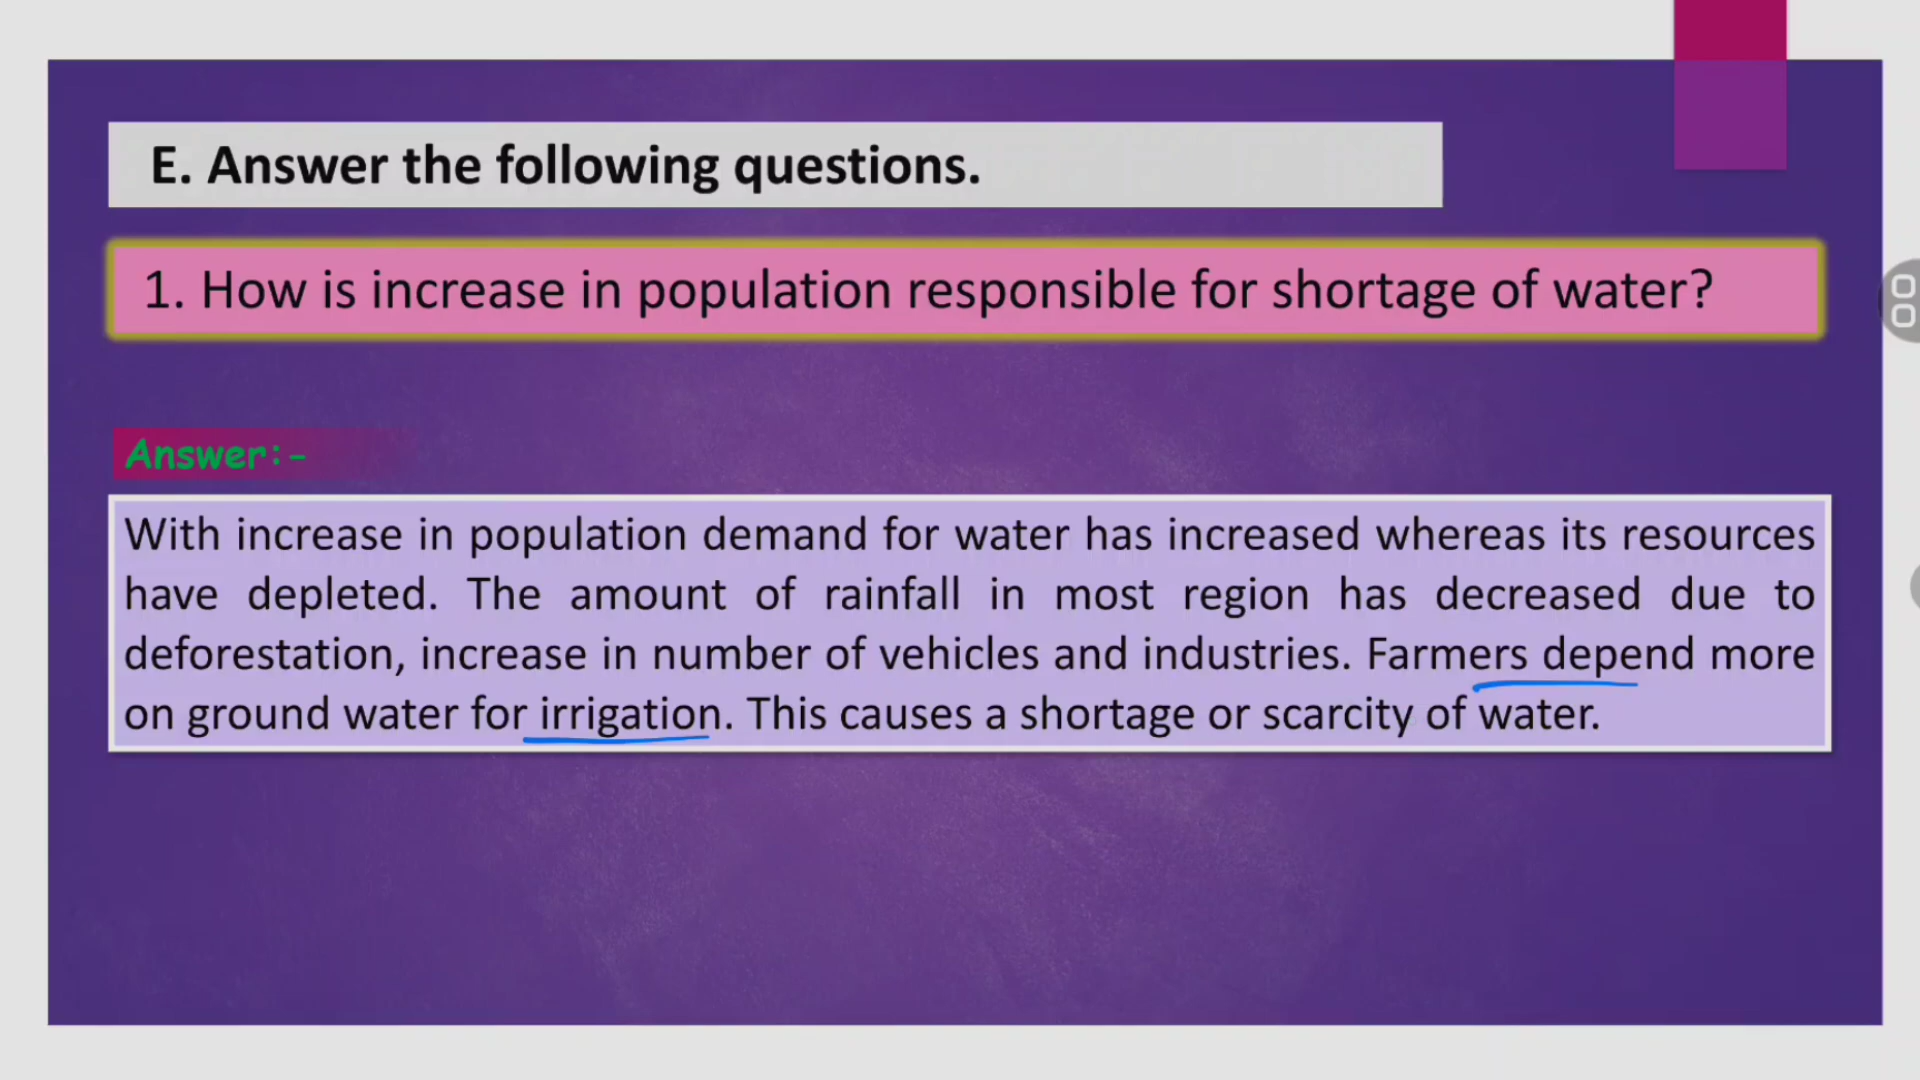 E. Answer the following questions.
1. How is increase in population responsible for shortage of water?
Answer:-
With increase in population demand for water has increased whereas its resources
have depleted. The amount of rainfall in most region has decreased due to
deforestation, increase in number of vehicles and industries. Farmers depend more
on ground water for irrigation. This causes a shortage or scarcity of water.